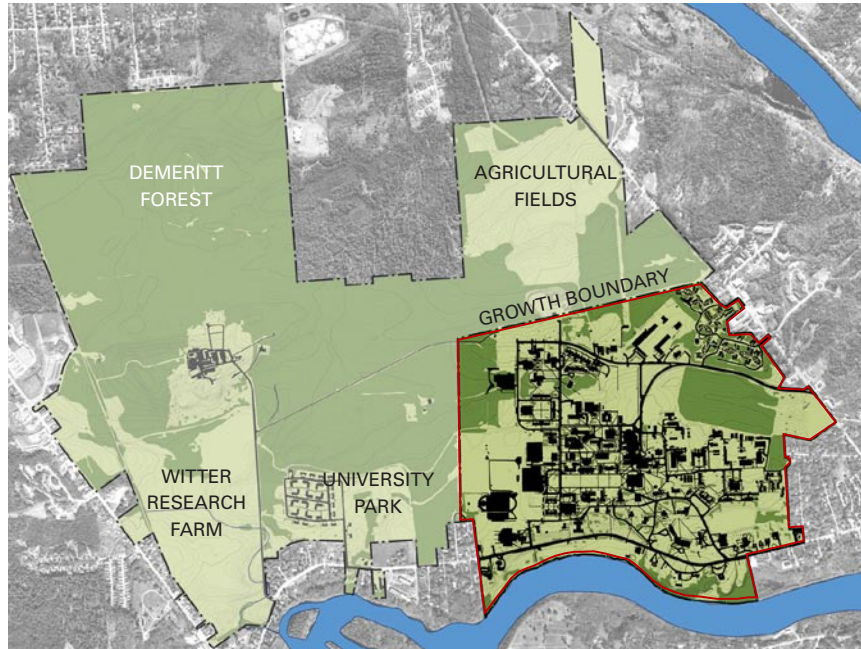 DEMERITT
FOREST
AGRICULTURAL
FIELDS
GROWTH BOUNDARY
WITTER
RESEARCH
FARM
UNIVERSITY
PARK